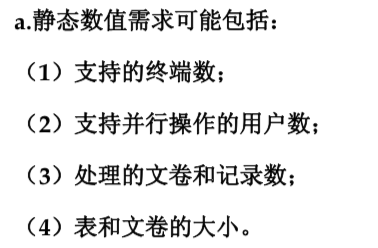 a.静态数值需求可能包括：
（1）支持的终端数；
（2）支持并行操作的用户数；
（3）处理的文卷和记录数；
（4）表和文卷的大小。